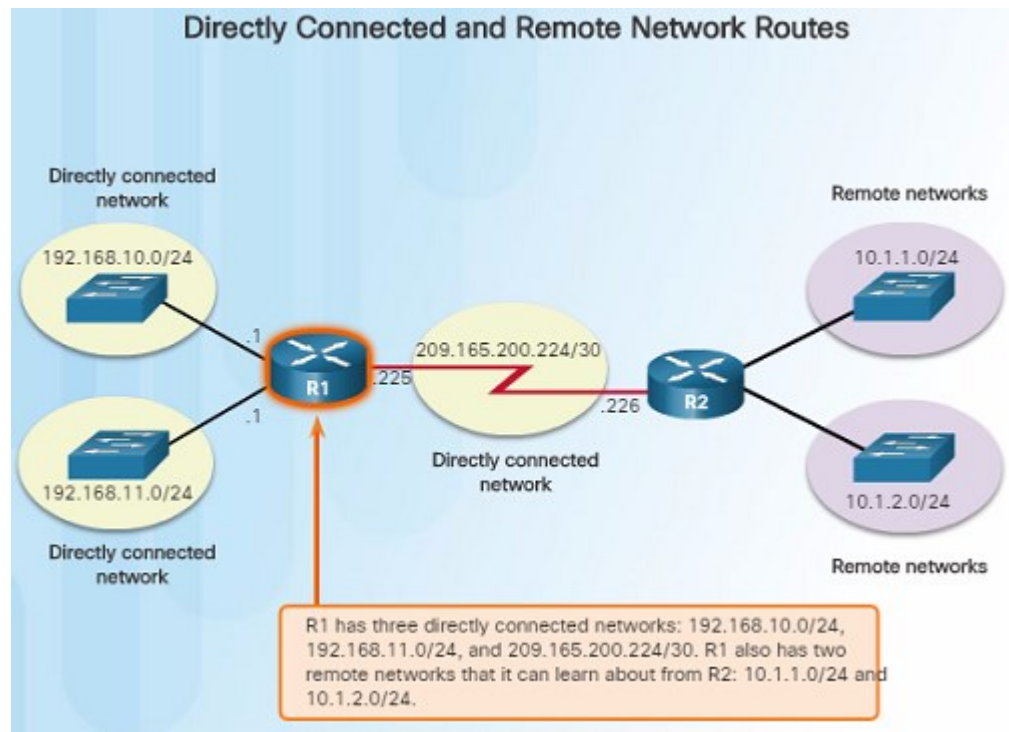 Directly Connected and Remote Network Routes
Directly connected
network
Remote networks
192.168.10.0/24
10.1.1.0/24
.1
209.165.200.224/30
R1
.225
.226
R2
.1
Directly connected
network
192.168.11.0/24
10.1.2.0/24
Directly connected
network
Remote networks
R1 has three directly connected networks: 192.168.10.0/24,
192.168.11.0/24, and 209.165.200.224/30. R1 also has two
remote networks that it can learn about from R2: 10.1.1.0/24 and
10.1.2.0/24.